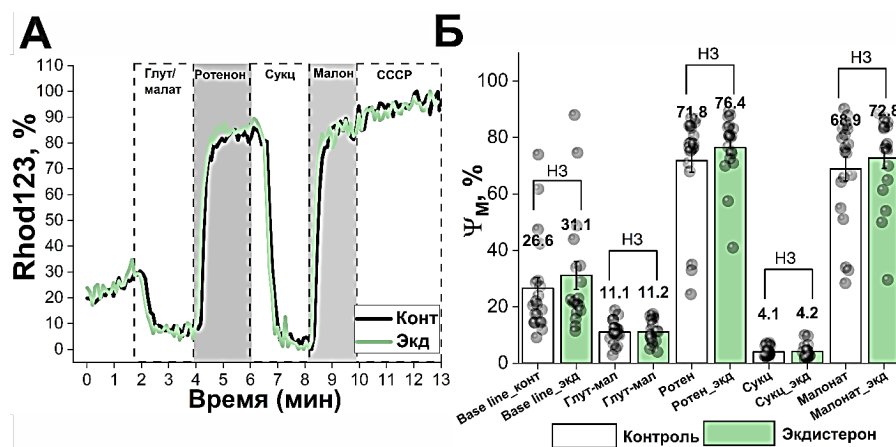 А
Глут/
малат
Ротенон
Сукц
Малон
СССР
Rhod123, %
110
100
90
80
70
60
50
40
30
20
10
0
Конт
Экд
0 1 2 3 4 5 6 7 8 9 10 11 12 13
Время (мин)
Б
Ψм, %
100
80
60
40
20
0
НЗ
НЗ
НЗ
НЗ
НЗ
26.6
31.1
11.1
11.2
71.8
76.4
4.1
4.2
68.9
72.8
Base line_конт
Base line_экд
Глут-мал
Глут-мал
Ротен
Ротен_экд
Сукц
Сукц_экд
Малонат
Малонат_экд
Контроль
Экдистерон